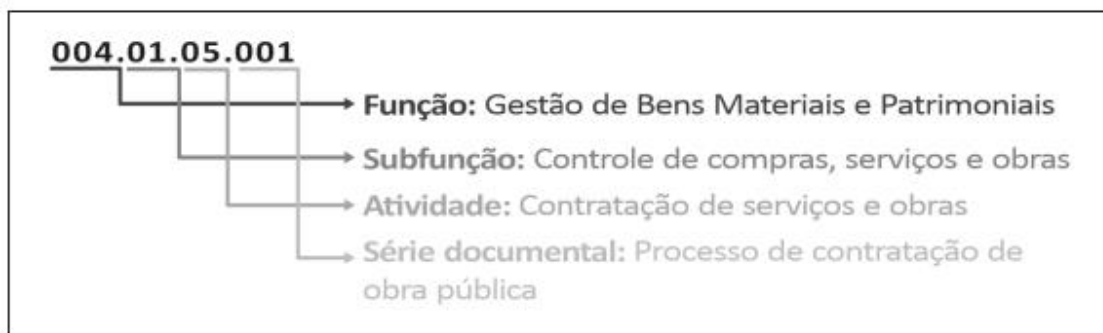 004.01.05.001
Função: Gestão de Bens Materiais e Patrimoniais
Subfunção: Controle de compras, serviços e obras
Atividade: Contratação de serviços e obras
Série documental: Processo de contratação de
obra pública